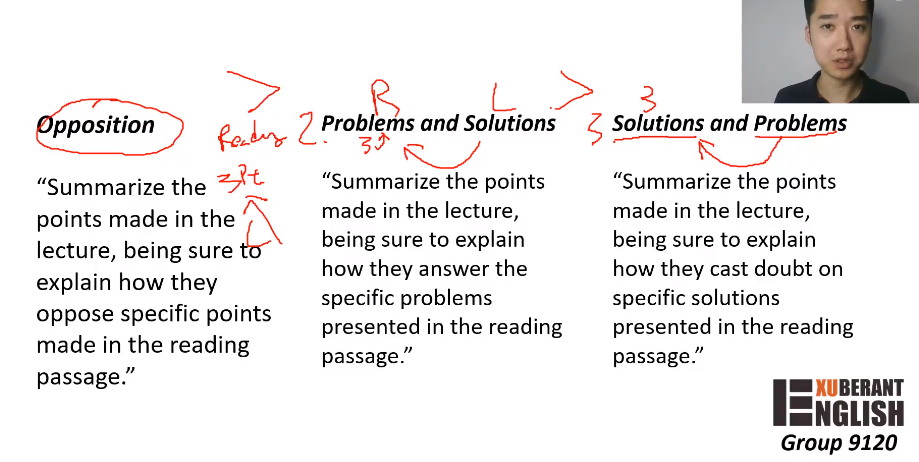 R L 3
Opposition
Reading
3 Pt
L
"Summarize the
points made in the
lecture, being sure to
explain how they
oppose specific points
made in the reading
passage."
2. Problems and Solutions
3
"Summarize the points
made in the lecture,
being sure to explain
how they answer the
specific problems
presented in the reading
passage."
3 Solutions and Problems
"Summarize the points
made in the lecture,
being sure to explain
how they cast doubt on
specific solutions
presented in the reading
passage."
EXUBERANT
ENGLISH
Group 9120